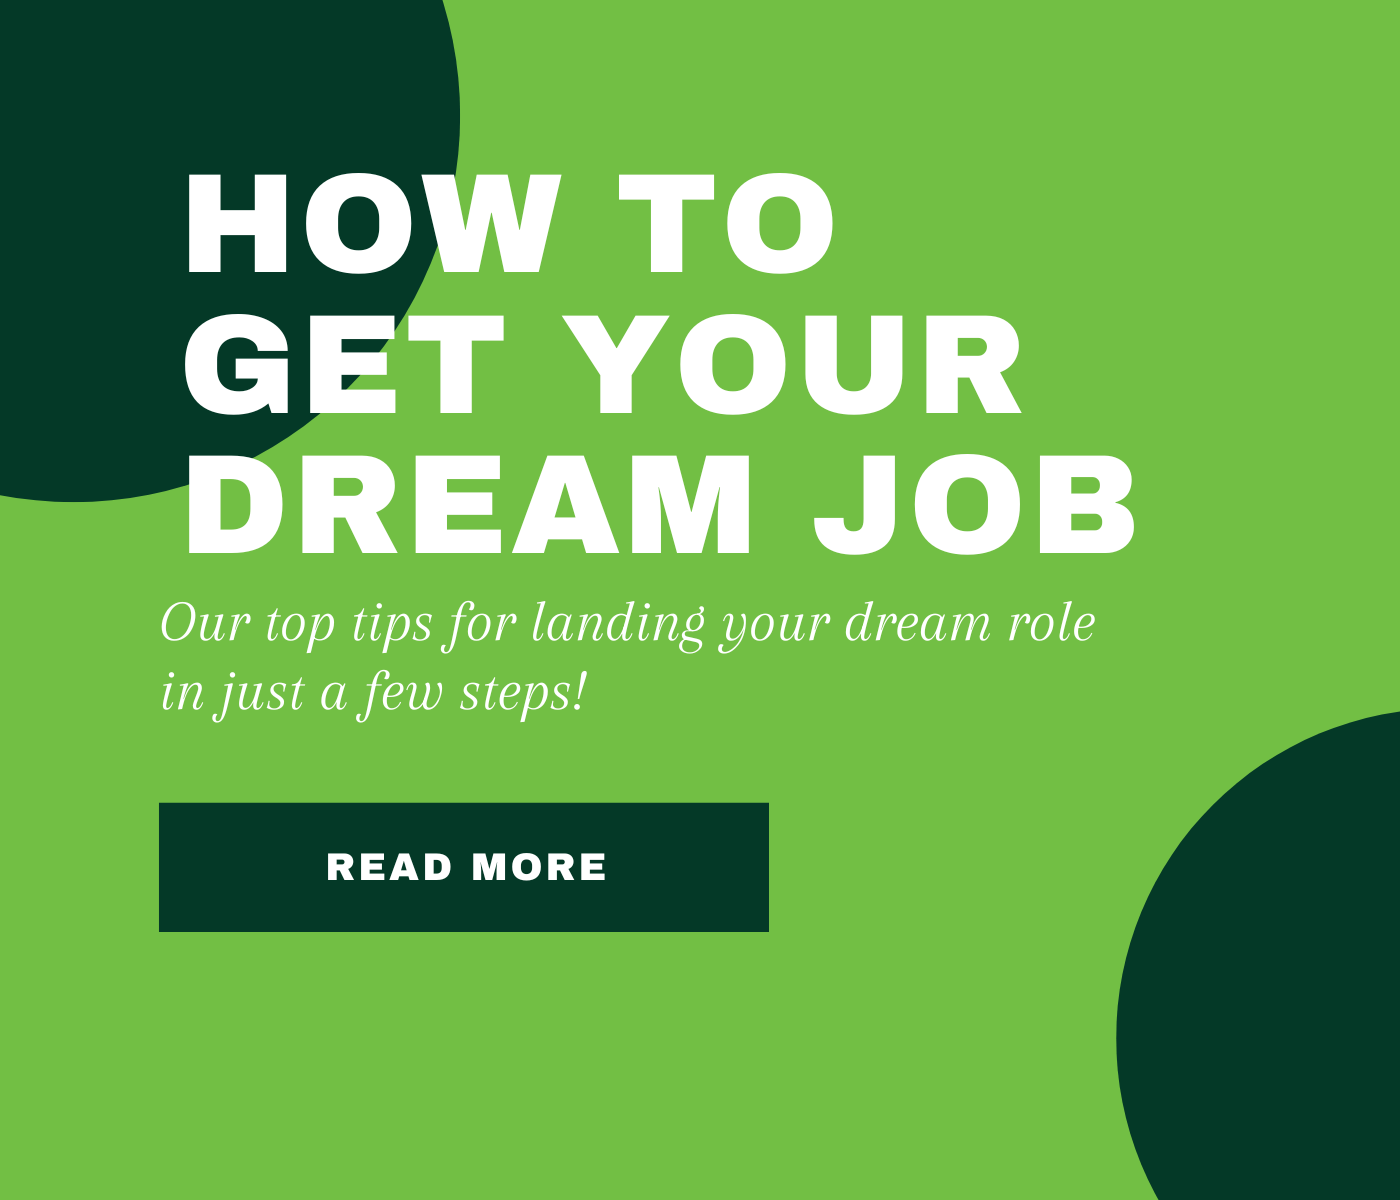 HOW TO
GET YOUR
DREAM JOB
Our top tips for landing your dream role
in just a few steps!
READ MORE